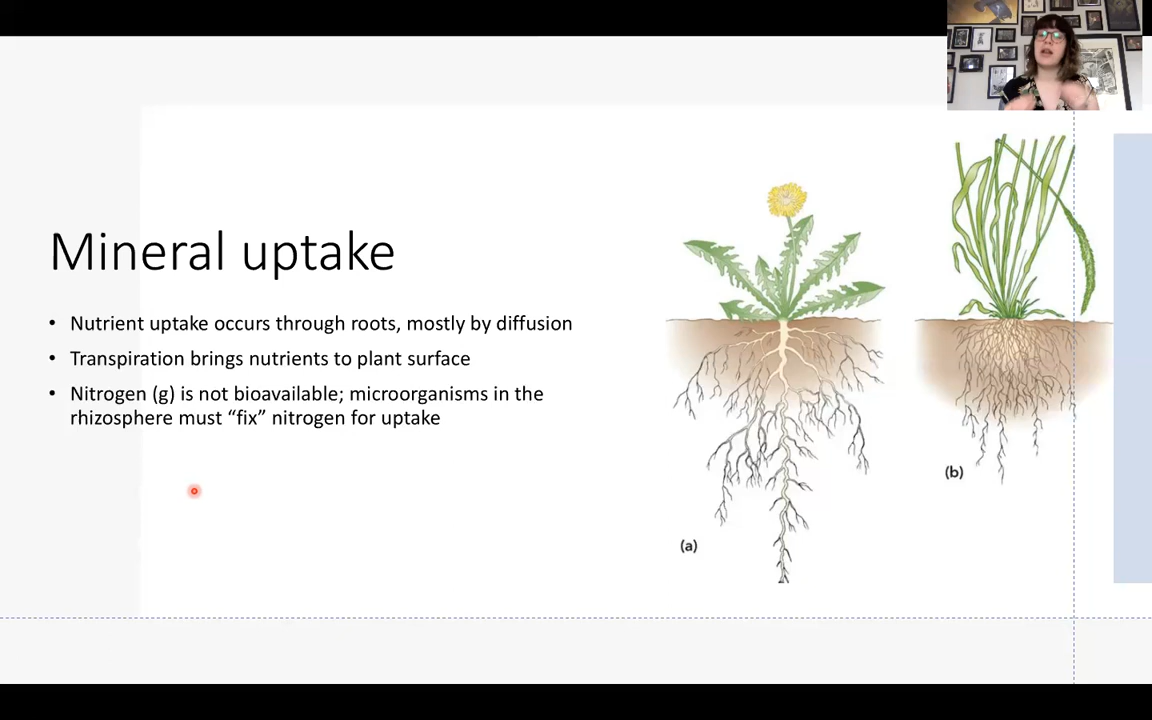 Mineral uptake
• Nutrient uptake occurs through roots, mostly by diffusion
• Transpiration brings nutrients to plant surface
• Nitrogen (g) is not bioavailable; microorganisms in the
rhizosphere must “fix” nitrogen for uptake
(a)
(b)